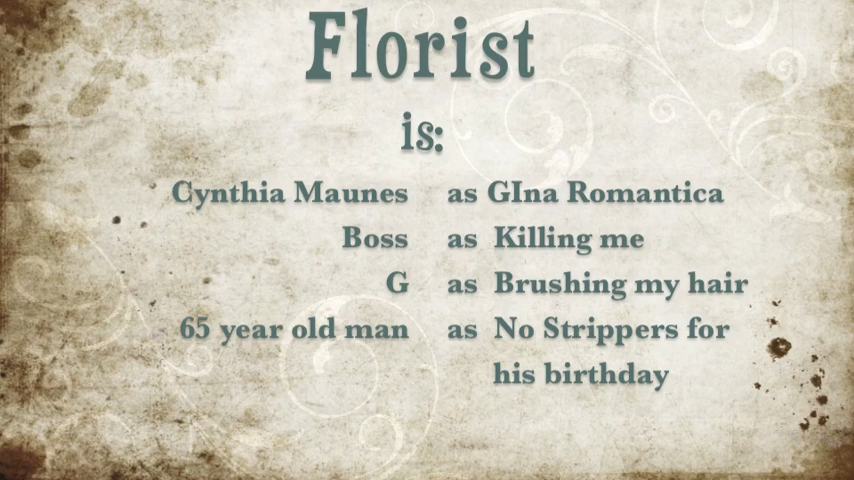 Florist
is:
Cynthia Maunes as GIna Romantica
Boss as Killing me
G as Brushing my hair
65 year old man as No Strippers for
his birthday